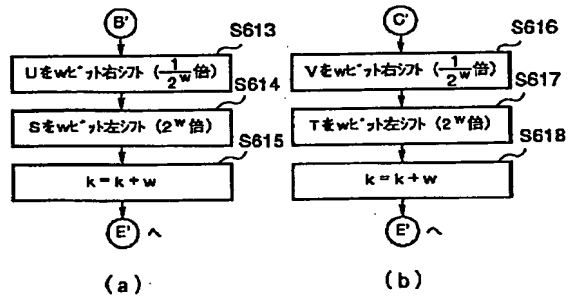 B'
S613
Uをwビット右シフト (1/2^w倍)
S614
Sをwビット左シフト (2^w倍)
S615
k = k + w
E' へ
(a)
C'
S616
Vをwビット右シフト (1/2^w倍)
S617
Tをwビット左シフト (2^w倍)
S618
k = k + w
E' へ
(b)